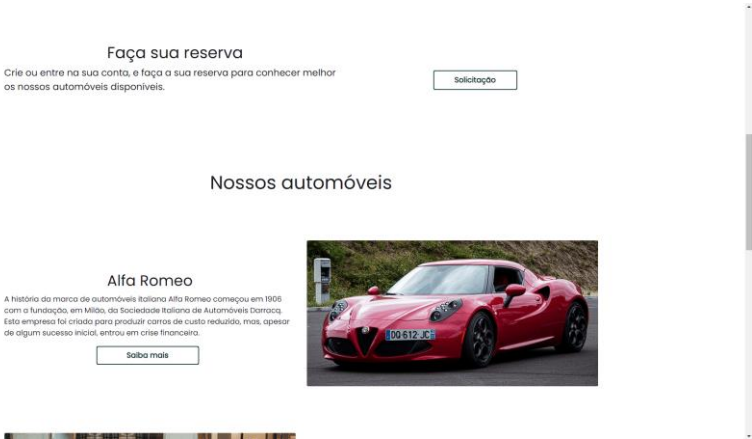 Faça sua reserva
Crie ou entre na sua conta, e faça a sua reserva para conhecer melhor
os nossos automóveis disponíveis.
Solicitação
Nossos automóveis
Alfa Romeo
A história da marca de automóveis italiana Alfa Romeo começou em 1906
com a fundação, em Milão, da Sociedade Italiana de Automóveis Darracq.
Esta empresa foi criada para produzir carros de custo reduzido, mas, apesar
de algum sucesso inicial, entrou em crise financeira.
Saiba mais
DQ 612 JC